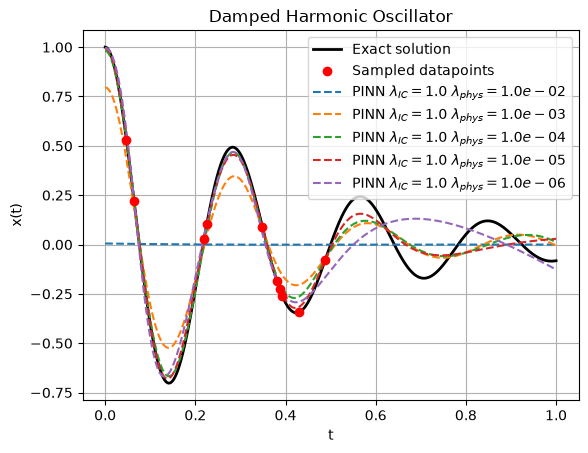 Damped Harmonic Oscillator
Exact solution
Sampled datapoints
PINN λ_IC = 1.0 λ_phys = 1.0e − 02
PINN λ_IC = 1.0 λ_phys = 1.0e − 03
PINN λ_IC = 1.0 λ_phys = 1.0e − 04
PINN λ_IC = 1.0 λ_phys = 1.0e − 05
PINN λ_IC = 1.0 λ_phys = 1.0e − 06
x(t)
1.00
0.75
0.50
0.25
0.00
−0.25
−0.50
−0.75
0.0 0.2 0.4 0.6 0.8 1.0
t